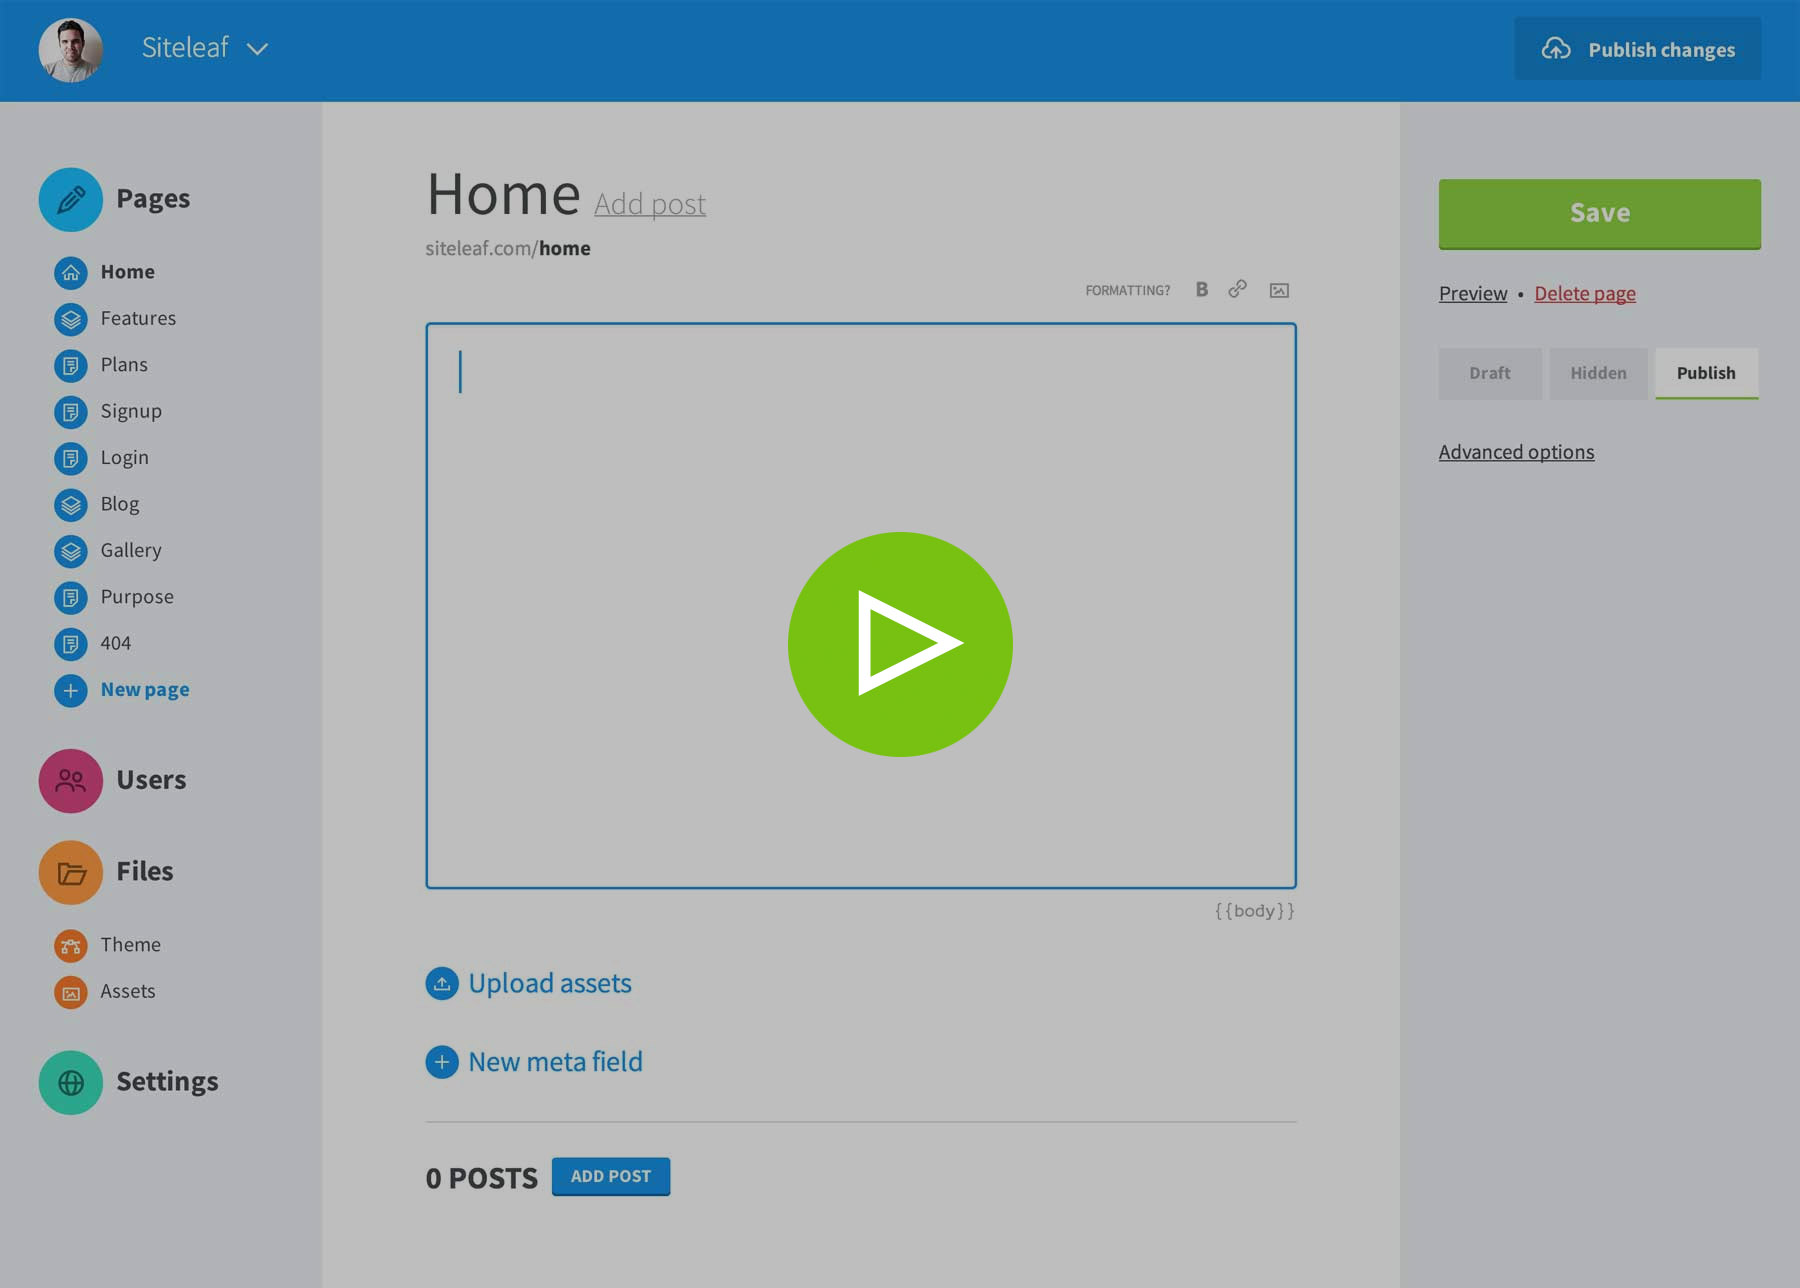 Siteleaf
Publish changes
Pages
Home
Features
Plans
Signup
Login
Blog
Gallery
Purpose
404
New page
Users
Files
Theme
Assets
Settings
Home Add post
siteleaf.com/home
FORMATTING? B
{{body}}
Upload assets
New meta field
0 POSTS ADD POST
Save
Preview • Delete page
Draft Hidden Publish
Advanced options